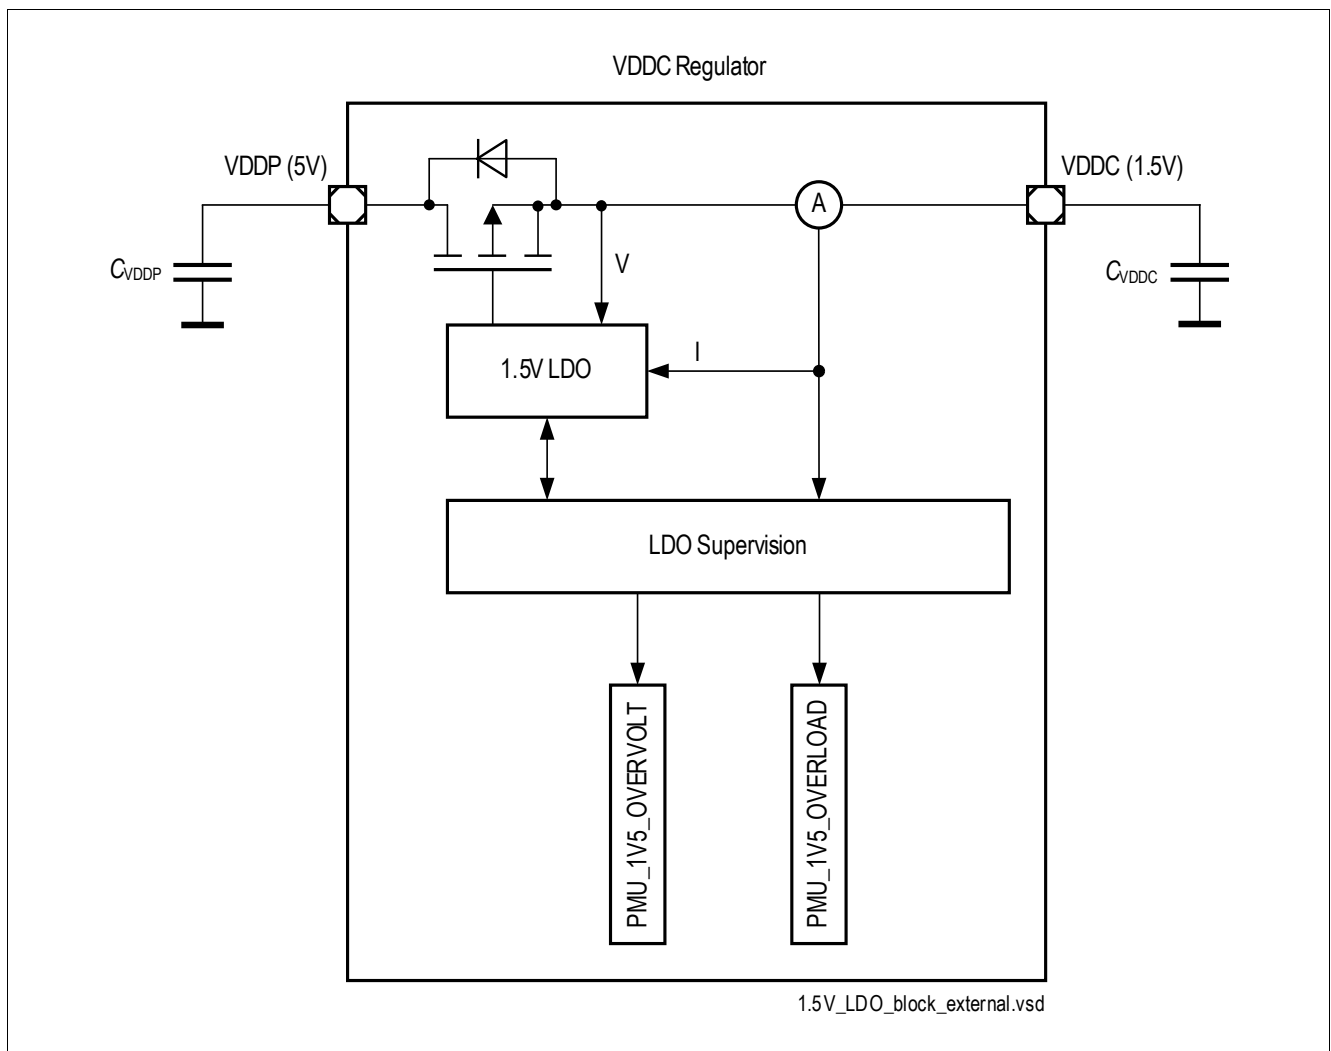 VDDC Regulator
VDDP (5V)
VDDC (1.5V)
A
CVDDP
V
CVDDC
I
1.5V LDO
LDO Supervision
PMU_1V5_OVERVOLT
PMU_1V5_OVERLOAD
1.5V_LDO_block_external.vsd